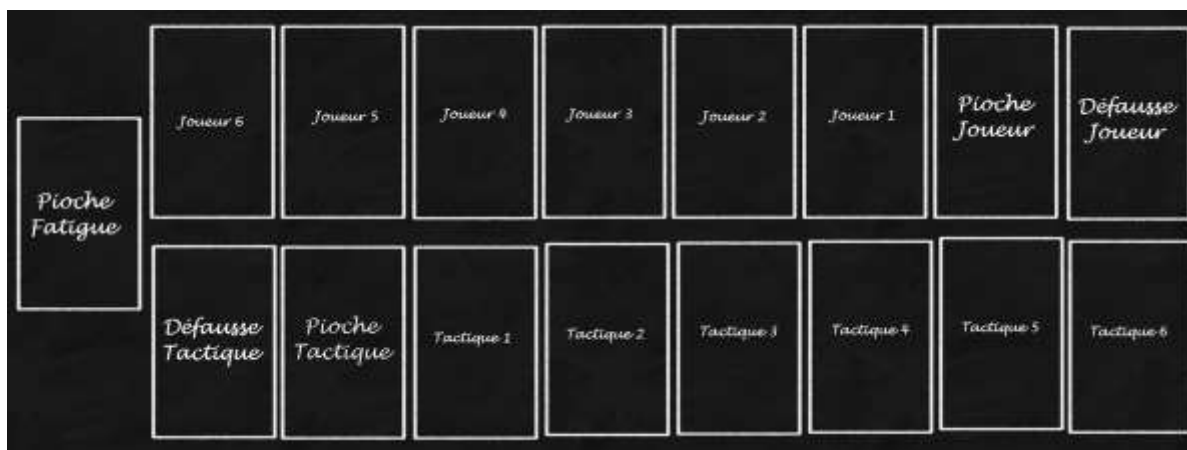 Joueur 6
Joueur 5
Joueur 4
Joueur 3
Joueur 2
Joueur 1
Pioche
Joueur
Défausse
Joueur
Pioche
Fatigue
Défausse
Tactique
Pioche
Tactique
Tactique 1
Tactique 2
Tactique 3
Tactique 4
Tactique 5
Tactique 6